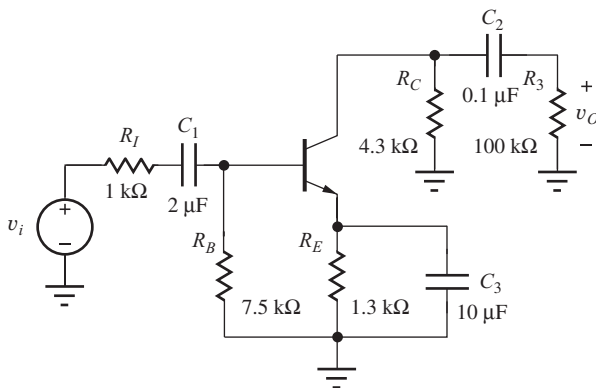 C2
RC
0.1 μF
R3
+
vO
−
4.3 kΩ
100 kΩ
RI
C1
1 kΩ
2 μF
+
vi
−
RB
RE
C3
7.5 kΩ
1.3 kΩ
10 μF